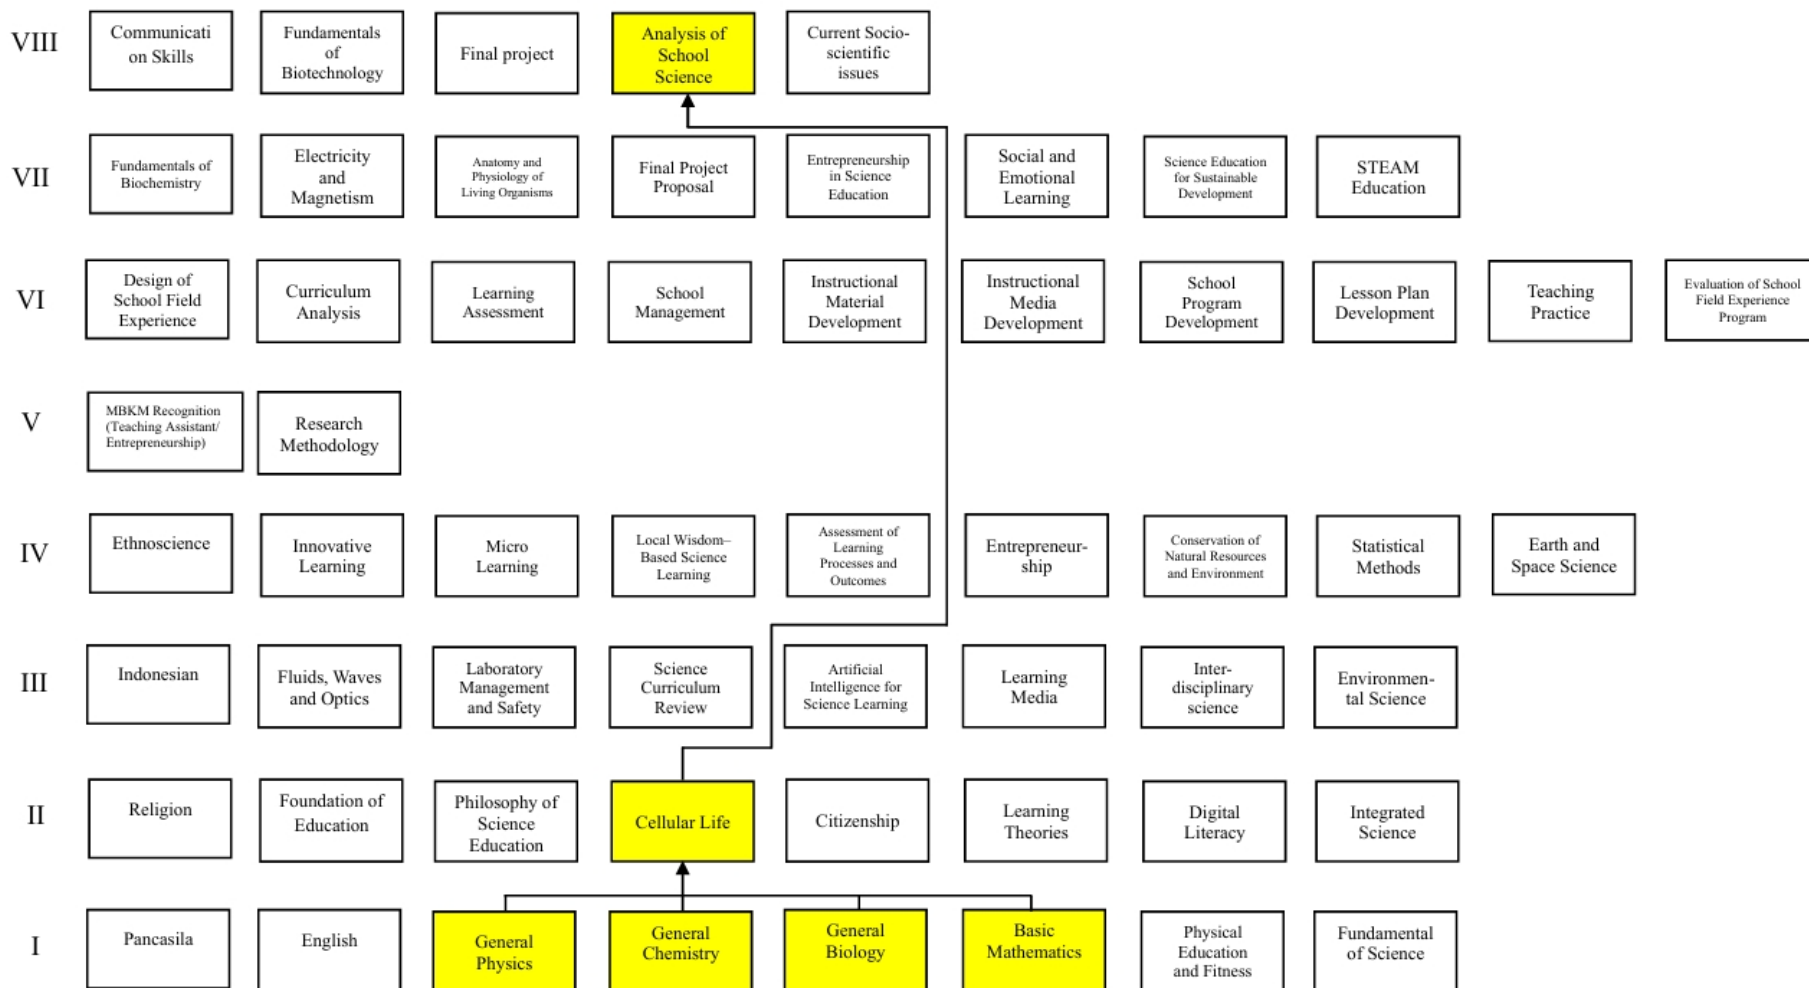 VIII
Communicati
on Skills
Fundamentals
of
Biotechnology
Final project
Analysis of
School
Science
Current Socio-
scientific
issues
VII
Fundamentals of
Biochemistry
Electricity
and
Magnetism
Anatomy and
Physiology of
Living Organisms
Final Project
Proposal
Entrepreneurship
in Science
Education
Social and
Emotional
Learning
Science Education
for Sustainable
Development
STEAM
Education
VI
Design of
School Field
Experience
Curriculum
Analysis
Learning
Assessment
School
Management
Instructional
Material
Development
Instructional
Media
Development
School
Program
Development
Lesson Plan
Development
Teaching
Practice
Evaluation of School
Field Experience
Program
V
MBKM Recognition
(Teaching Assistant/
Entrepreneurship)
Research
Methodology
IV
Ethnoscience
Innovative
Learning
Micro
Learning
Local Wisdom–
Based Science
Learning
Assessment of
Learning
Processes and
Outcomes
Entrepreneur-
ship
Conservation of
Natural Resources
and Environment
Statistical
Methods
Earth and
Space Science
III
Indonesian
Fluids, Waves
and Optics
Laboratory
Management
and Safety
Science
Curriculum
Review
Artificial
Intelligence for
Science Learning
Learning
Media
Inter-
disciplinary
science
Environmen-
tal Science
II
Religion
Foundation of
Education
Philosophy of
Science
Education
Cellular Life
Citizenship
Learning
Theories
Digital
Literacy
Integrated
Science
I
Pancasila
English
General
Physics
General
Chemistry
General
Biology
Basic
Mathematics
Physical
Education
and Fitness
Fundamental
of Science